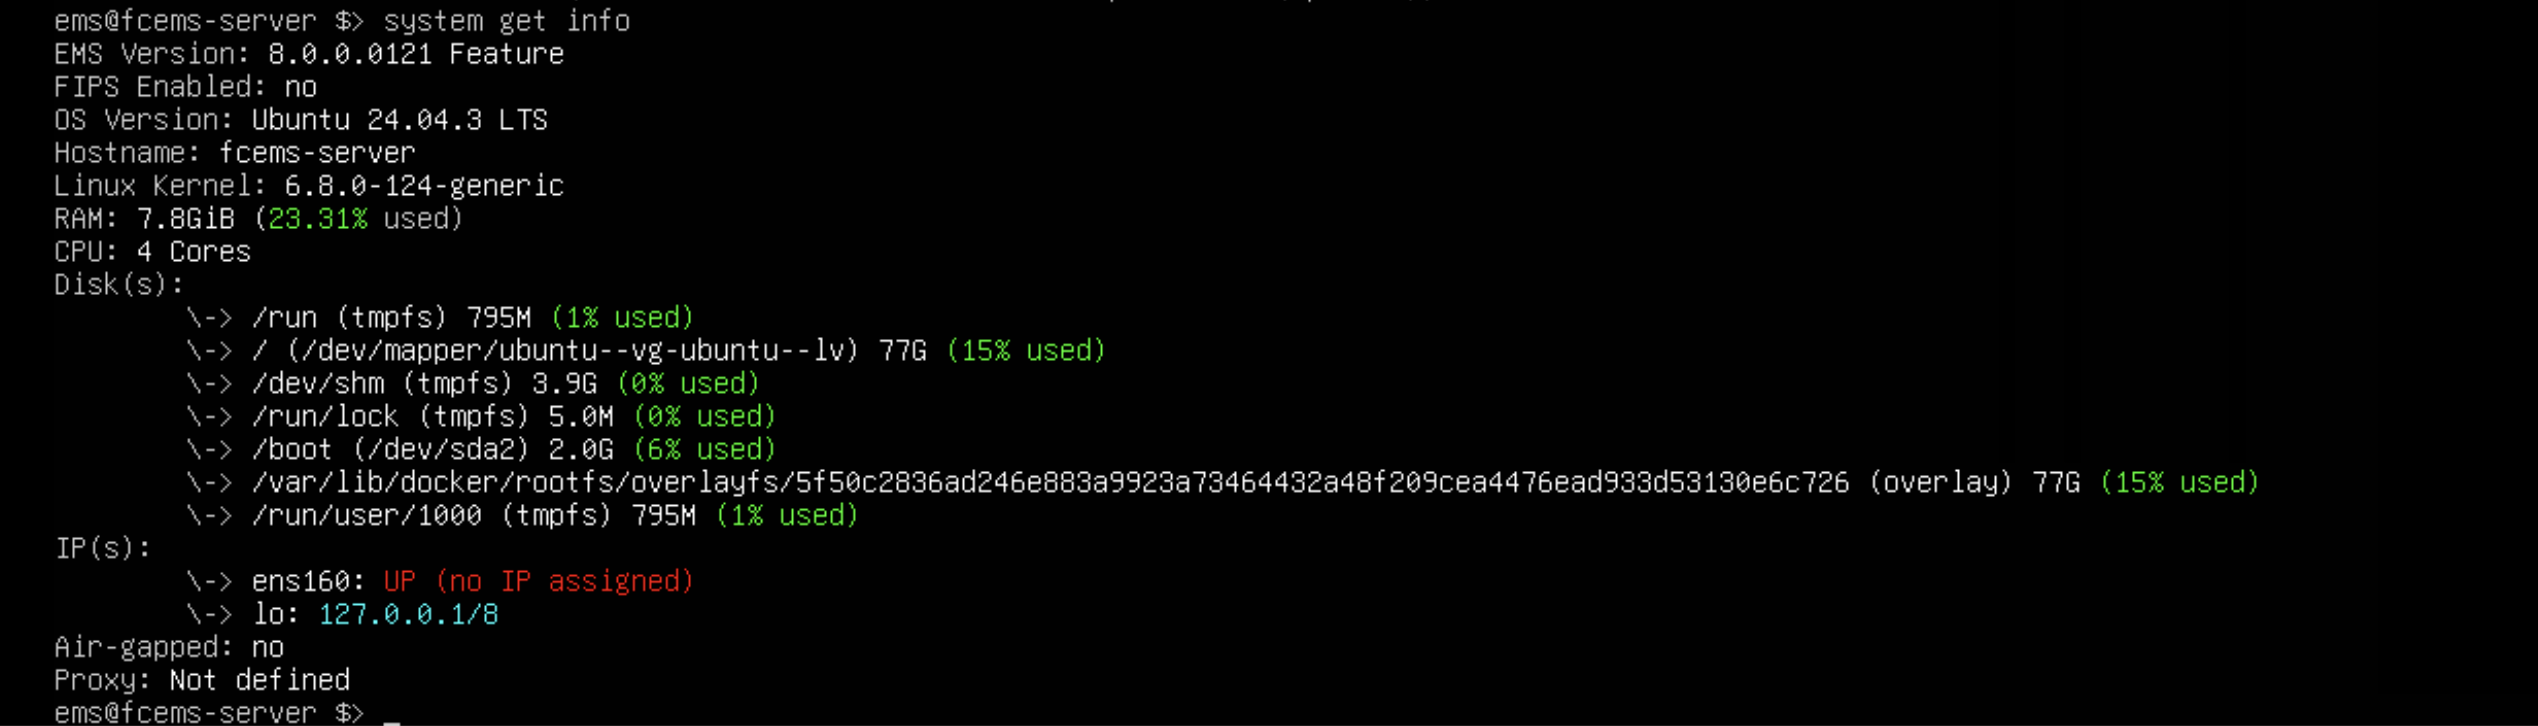 ems@fcems-server $> system get info
EMS Version: 8.0.0.0121 Feature
FIPS Enabled: no
OS Version: Ubuntu 24.04.3 LTS
Hostname: fcems-server
Linux Kernel: 6.8.0-124-generic
RAM: 7.8GiB (23.31% used)
CPU: 4 Cores
Disk(s):
\-> /run (tmpfs) 795M (1% used)
\-> / (/dev/mapper/ubuntu--vg-ubuntu--lv) 77G (15% used)
\-> /dev/shm (tmpfs) 3.9G (0% used)
\-> /run/lock (tmpfs) 5.0M (0% used)
\-> /boot (/dev/sda2) 2.0G (6% used)
\-> /var/lib/docker/rootfs/overlayfs/5f50c2836ad246e883a9923a73464432a48f209cea4476ead933d53130e6c726 (overlay) 77G (15% used)
\-> /run/user/1000 (tmpfs) 795M (1% used)
IP(s):
\-> ens160: UP (no IP assigned)
\-> lo: 127.0.0.1/8
Air-gapped: no
Proxy: Not defined
ems@fcems-server $> _